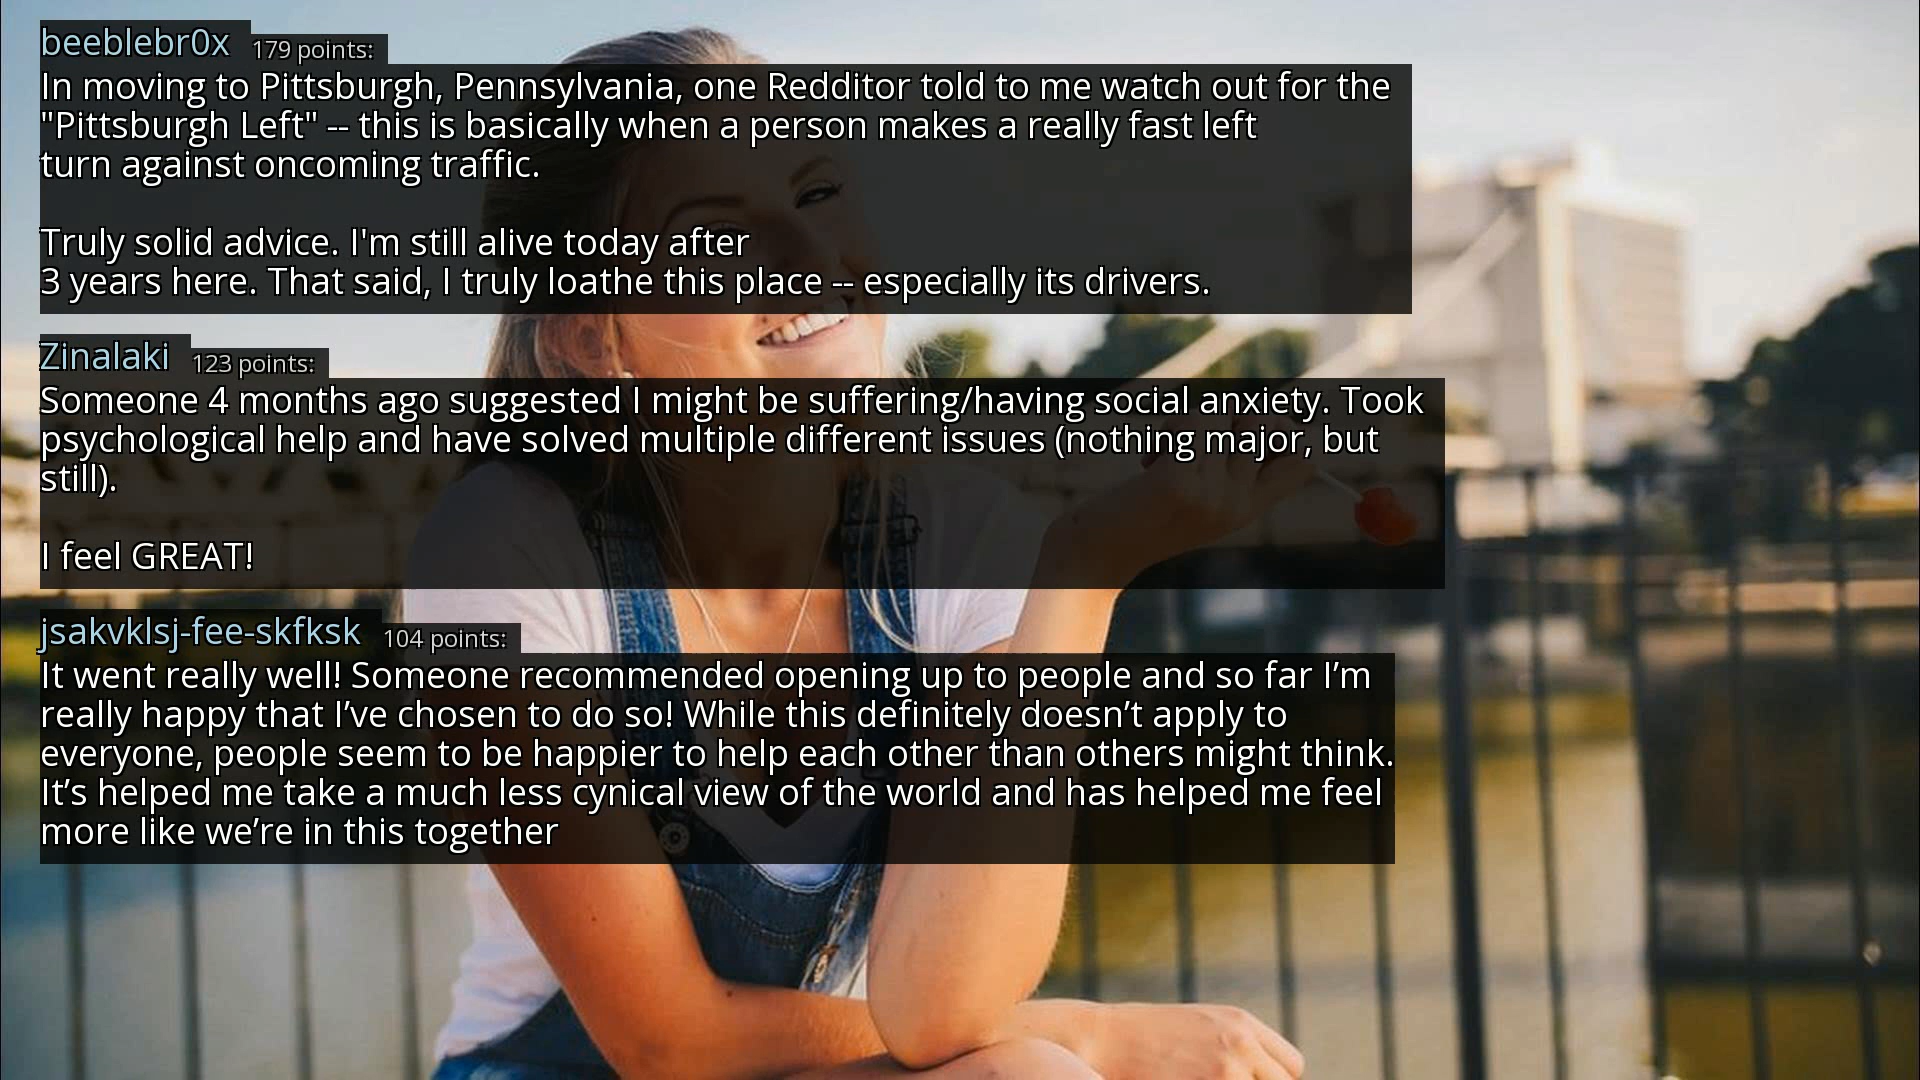 beeblebr0x 179 points:
In moving to Pittsburgh, Pennsylvania, one Redditor told to me watch out for the
"Pittsburgh Left" -- this is basically when a person makes a really fast left
turn against oncoming traffic.
Truly solid advice. I'm still alive today after
3 years here. That said, I truly loathe this place -- especially its drivers.
Zinalaki 123 points:
Someone 4 months ago suggested I might be suffering/having social anxiety. Took
psychological help and have solved multiple different issues (nothing major, but
still).
I feel GREAT!
jsakvklsj-fee-skfksk 104 points:
It went really well! Someone recommended opening up to people and so far I’m
really happy that I’ve chosen to do so! While this definitely doesn’t apply to
everyone, people seem to be happier to help each other than others might think.
It’s helped me take a much less cynical view of the world and has helped me feel
more like we’re in this together